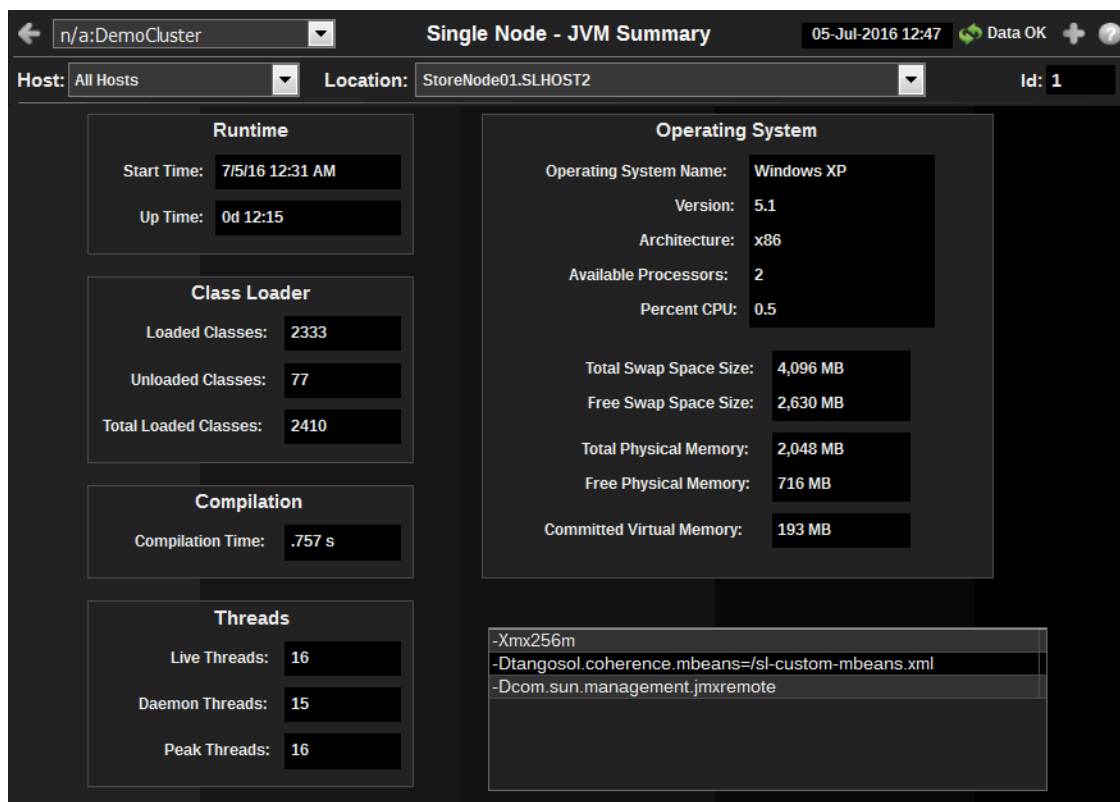 n/a:DemoCluster Single Node - JVM Summary 05-Jul-2016 12:47 Data OK ?
Host: All Hosts Location: StoreNode01.SLHOST2 Id: 1
Runtime
Start Time: 7/5/16 12:31 AM
Up Time: 0d 12:15
Class Loader
Loaded Classes: 2333
Unloaded Classes: 77
Total Loaded Classes: 2410
Compilation
Compilation Time: .757 s
Threads
Live Threads: 16
Daemon Threads: 15
Peak Threads: 16
Operating System
Operating System Name: Windows XP
Version: 5.1
Architecture: x86
Available Processors: 2
Percent CPU: 0.5
Total Swap Space Size: 4,096 MB
Free Swap Space Size: 2,630 MB
Total Physical Memory: 2,048 MB
Free Physical Memory: 716 MB
Committed Virtual Memory: 193 MB
-Xmx256m
-Dtangosol.coherence.mbeans=/sl-custom-mbeans.xml
-Dcom.sun.management.jmxremote